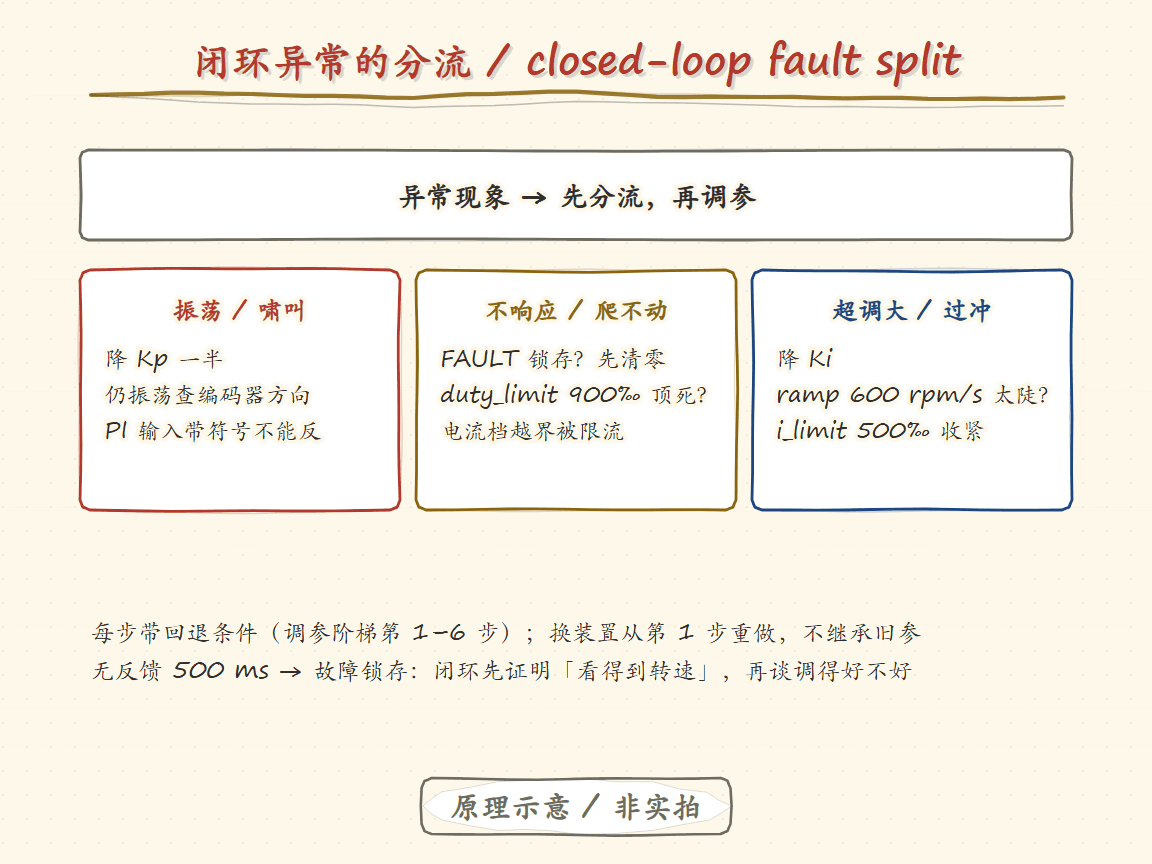 闭环异常的分流 / closed-loop fault split
异常现象 → 先分流，再调参
振荡 / 啸叫
降 Kp 一半
仍振荡查编码器方向
PI 输入带符号不能反
不响应 / 爬不动
FAULT 锁存？先清零
duty_limit 900‰ 顶死？
电流档越界被限流
超调大 / 过冲
降 Ki
ramp 600 rpm/s 太陡？
i_limit 500‰ 收紧
每步带回退条件（调参阶梯第 1–6 步）；换装置从第 1 步重做，不继承旧参
无反馈 500 ms → 故障锁存：闭环先证明「看得到转速」，再谈调得好不好
原理示意 / 非实拍